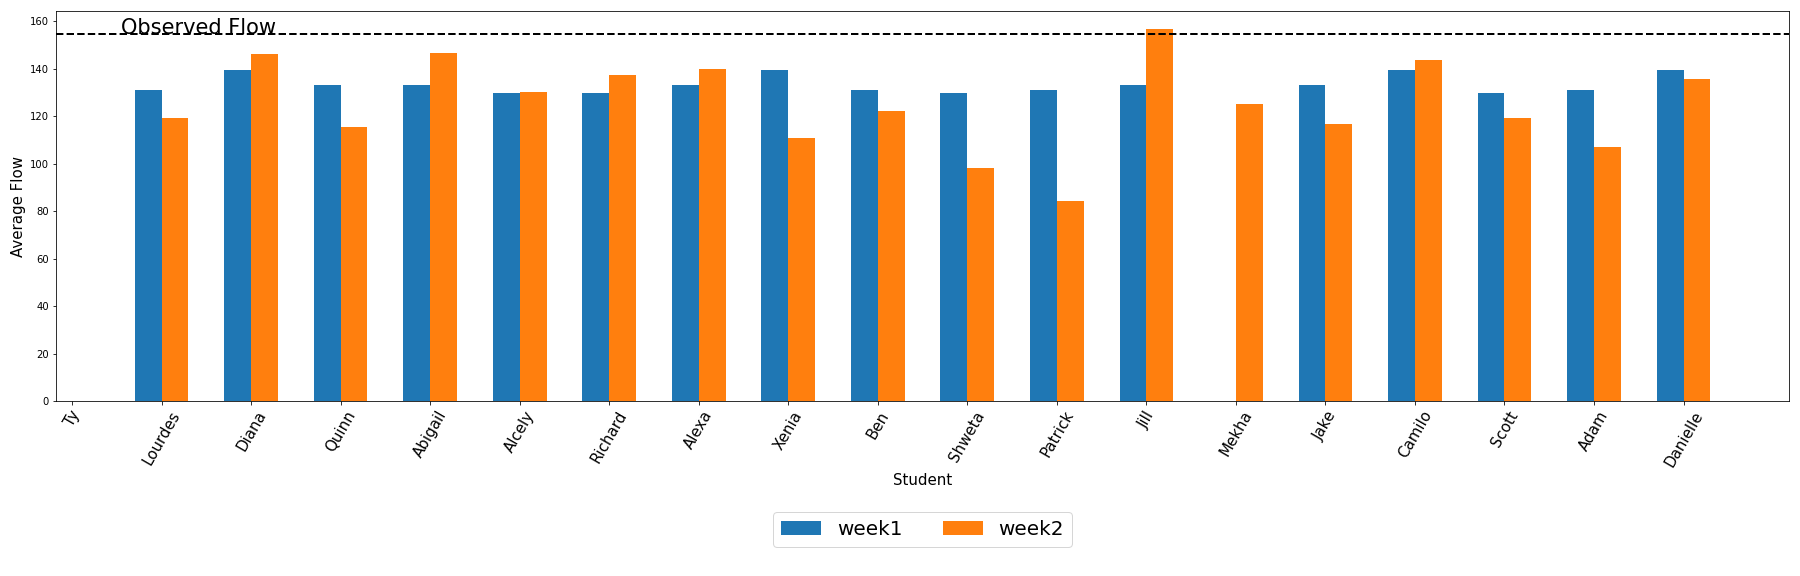 Observed Flow
160
140
120
100
80
60
40
20
0
Average Flow
Ty
Lourdes
Diana
Quinn
Abigail
Alcely
Richard
Alexa
Xenia
Ben
Shweta
Patrick
Jill
Mekha
Jake
Camilo
Scott
Adam
Danielle
Student
week1
week2